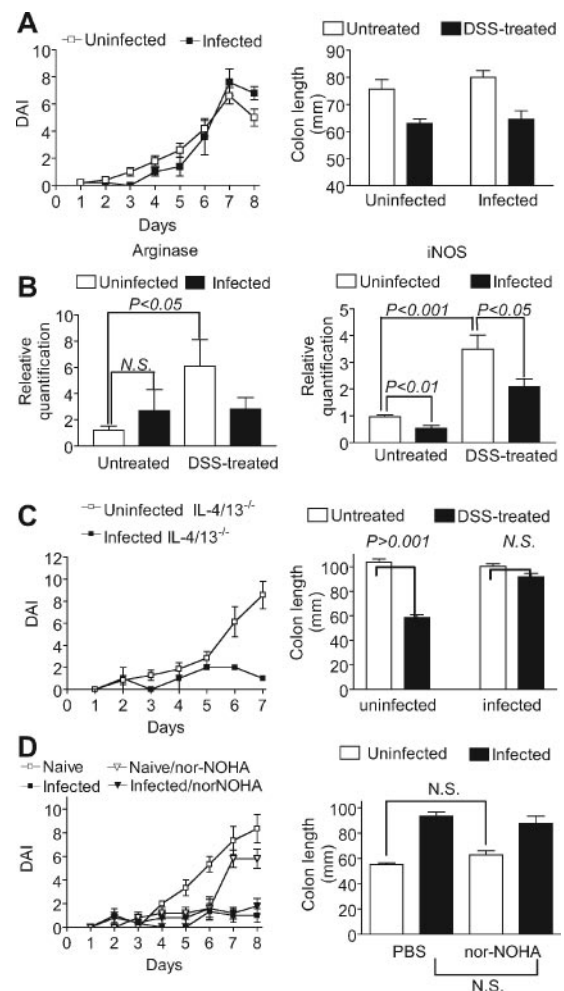 A
Uninfected Infected
DAI
8
6
4
2
0
0 1 2 3 4 5 6 7 8
Days
Untreated DSS-treated
Colon length
(mm)
90
80
70
60
50
40
Uninfected Infected
B
Arginase
Uninfected Infected
P<0.05
N.S.
Releative
quantification
10
8
6
4
2
0
Untreated DSS-treated
iNOS
Uninfected Infected
P<0.001 P<0.05
P<0.01
Relative
quantification
5
4
3
2
1
0
Untreated DSS-treated
C
Uninfected IL-4/13-/-
Infected IL-4/13-/-
DAI
12
10
8
6
4
2
0
0 1 2 3 4 5 6 7
Days
Untreated DSS-treated
P>0.001 N.S.
Colon length
(mm)
100
80
60
40
20
0
uninfected infected
D
Naive Naive/nor-NOHA
Infected Infected/norNOHA
DAI
10
8
6
4
2
0
0 1 2 3 4 5 6 7 8
Days
Uninfected Infected
N.S.
Colon length
(mm)
100
80
60
40
20
0
PBS nor-NOHA
N.S.